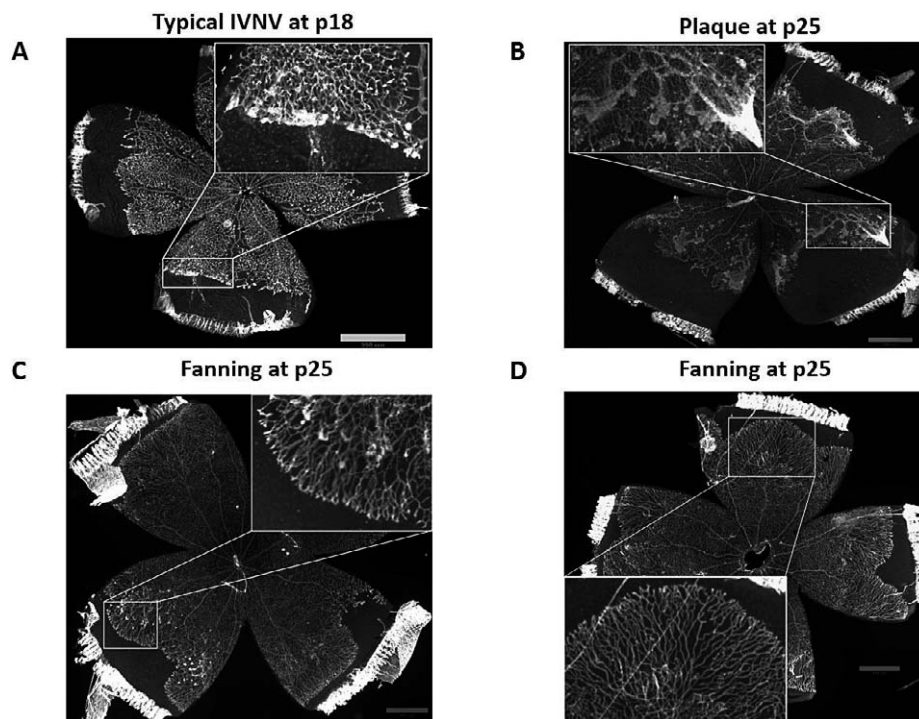 Typical IVNV at p18
Plaque at p25
A
B
Fanning at p25
Fanning at p25
C
D